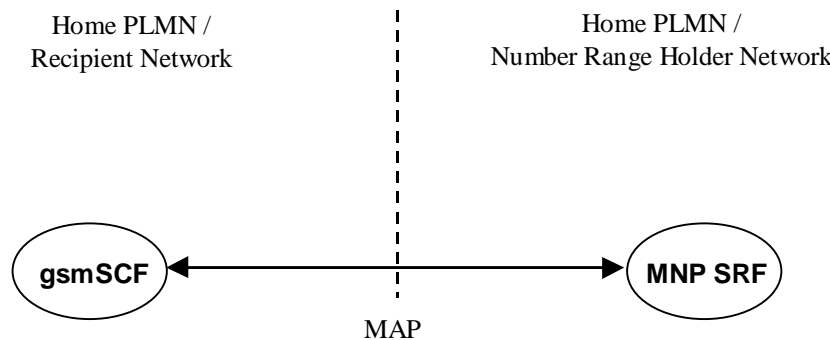 Home PLMN /
Recipient Network
Home PLMN /
Number Range Holder Network
gsmSCF
MNP SRF
MAP